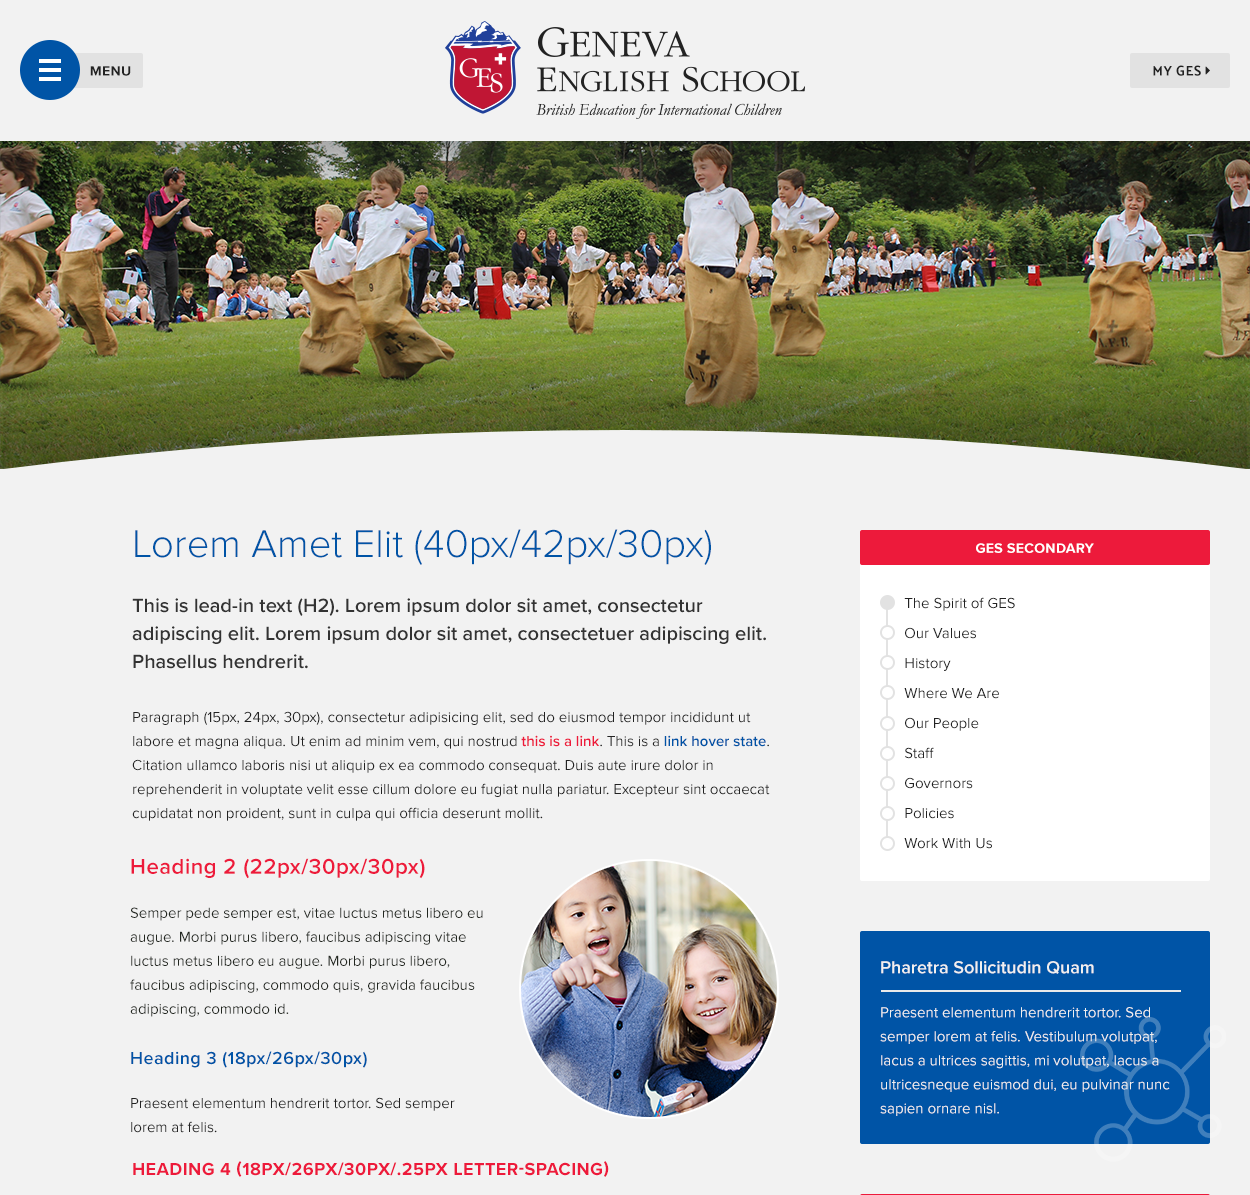 MENU
GES
GENEVA
ENGLISH SCHOOL
British Education for International Children
MY GES
9
9
A.F.B
Lorem Amet Elit (40px/42px/30px)
This is lead-in text (H2). Lorem ipsum dolor sit amet, consectetur
adipiscing elit. Lorem ipsum dolor sit amet, consectetuer adipiscing elit.
Phasellus hendrerit.
Paragraph (15px, 24px, 30px), consectetur adipisicing elit, sed do eiusmod tempor incididunt ut
labore et magna aliqua. Ut enim ad minim vem, qui nostrud this is a link. This is a link hover state.
Citation ullamco laboris nisi ut aliquip ex ea commodo consequat. Duis aute irure dolor in
reprehenderit in voluptate velit esse cillum dolore eu fugiat nulla pariatur. Excepteur sint occaecat
cupidatat non proident, sunt in culpa qui officia deserunt mollit.
Heading 2 (22px/30px/30px)
Semper pede semper est, vitae luctus metus libero eu
augue. Morbi purus libero, faucibus adipiscing vitae
luctus metus libero eu augue. Morbi purus libero,
faucibus adipiscing, commodo quis, gravida faucibus
adipiscing, commodo id.
Heading 3 (18px/26px/30px)
Praesent elementum hendrerit tortor. Sed semper
lorem at felis.
HEADING 4 (18PX/26PX/30PX/.25PX LETTER-SPACING)
GES SECONDARY
The Spirit of GES
Our Values
History
Where We Are
Our People
Staff
Governors
Policies
Work With Us
Pharetra Sollicitudin Quam
Praesent elementum hendrerit tortor. Sed
semper lorem at felis. Vestibulum volutpat,
lacus a ultrices sagittis, mi volutpat, lacus a
ultricesneque euismod dui, eu pulvinar nunc
sapien ornare nisl.